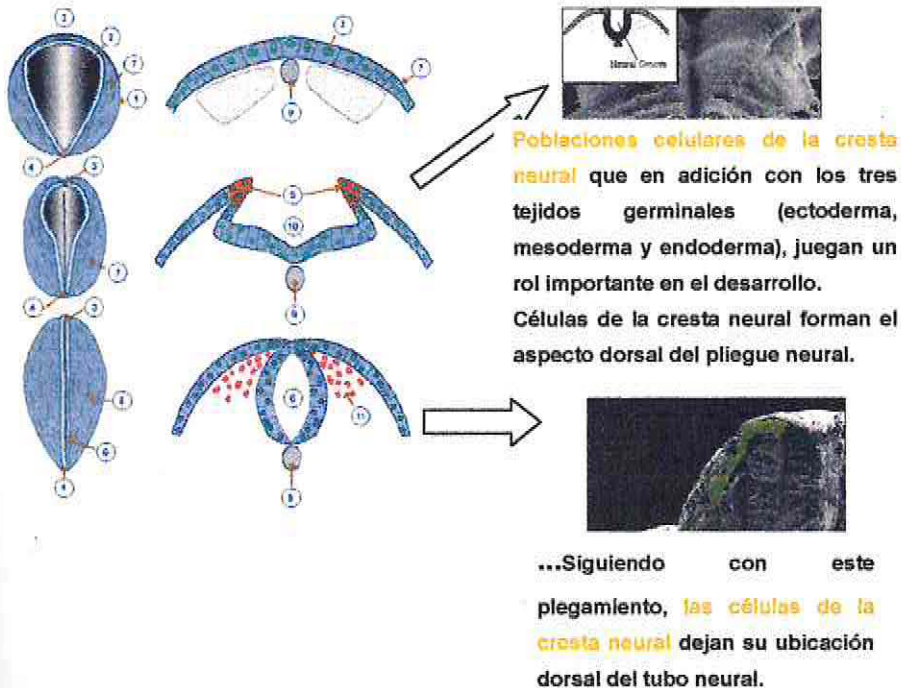 Neural Groove
Poblaciones celulares de la cresta
neural que en adición con los tres
tejidos germinales (ectoderma,
mesoderma y endoderma), juegan un
rol importante en el desarrollo.
Células de la cresta neural forman el
aspecto dorsal del pliegue neural.
...Siguiendo con este
plegamiento, las células de la
cresta neural dejan su ubicación
dorsal del tubo neural.